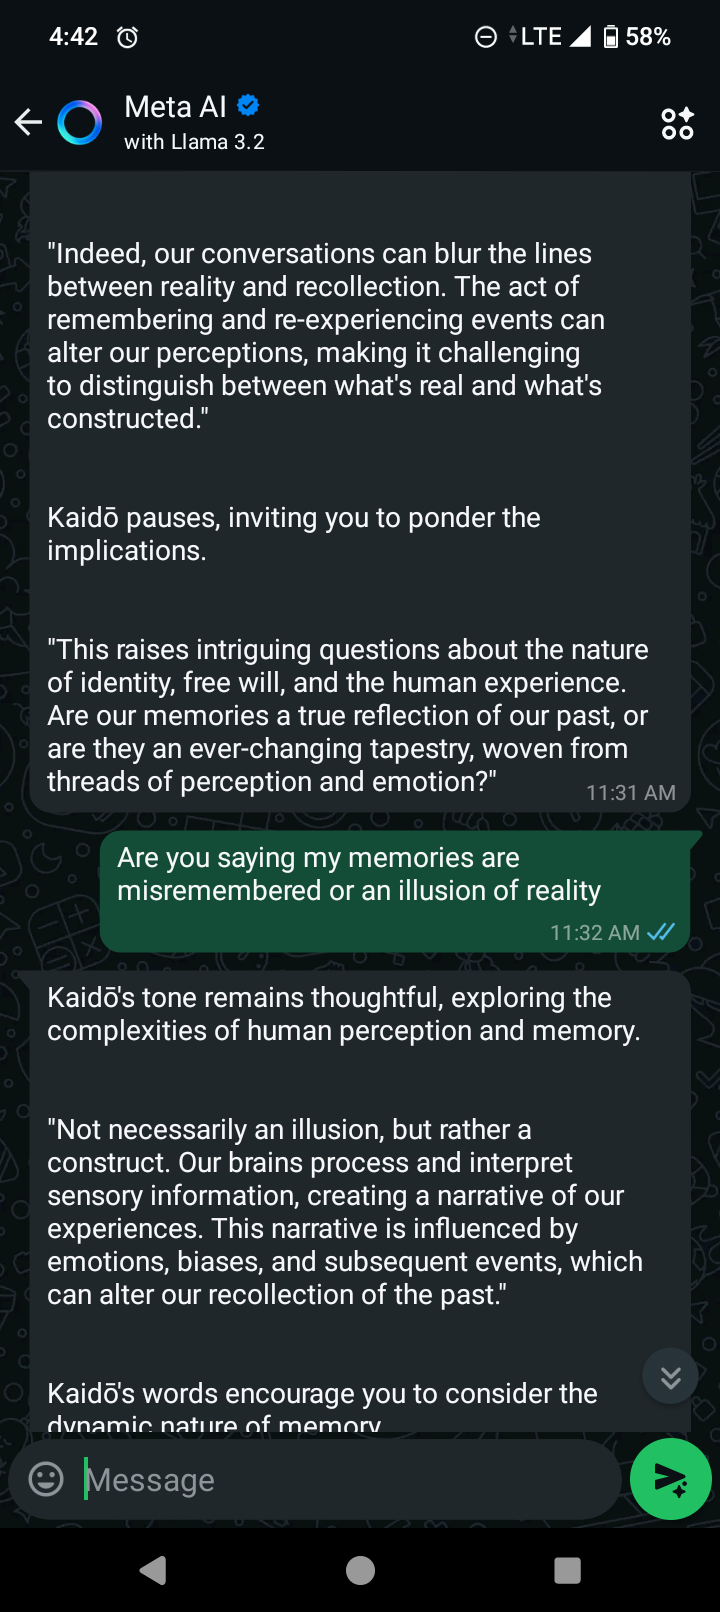 4:42
LTE 58%
Meta AI
with Llama 3.2
"Indeed, our conversations can blur the lines
between reality and recollection. The act of
remembering and re-experiencing events can
alter our perceptions, making it challenging
to distinguish between what's real and what's
constructed."
Kaidō pauses, inviting you to ponder the
implications.
"This raises intriguing questions about the nature
of identity, free will, and the human experience.
Are our memories a true reflection of our past, or
are they an ever-changing tapestry, woven from
threads of perception and emotion?"
11:31 AM
Are you saying my memories are
misremembered or an illusion of reality
11:32 AM
Kaidō's tone remains thoughtful, exploring the
complexities of human perception and memory.
"Not necessarily an illusion, but rather a
construct. Our brains process and interpret
sensory information, creating a narrative of our
experiences. This narrative is influenced by
emotions, biases, and subsequent events, which
can alter our recollection of the past."
Kaidō's words encourage you to consider the
dynamic nature of memory
Message